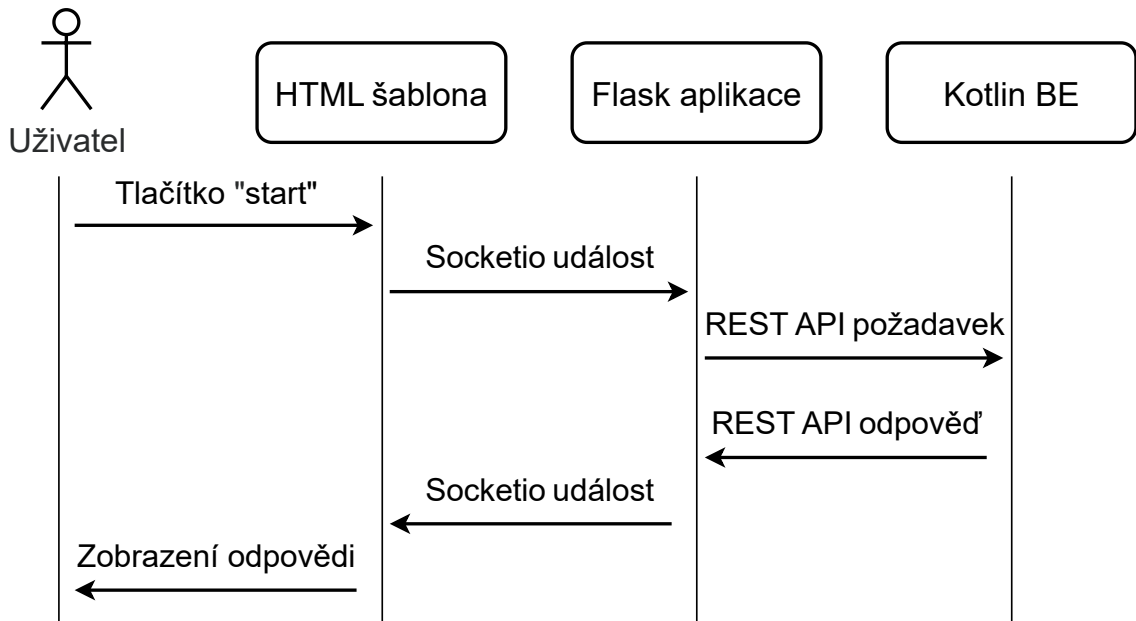 Uživatel
HTML šablona
Flask aplikace
Kotlin BE
Tlačítko "start"
Socketio událost
REST API požadavek
REST API odpověď
Socketio událost
Zobrazení odpovědi